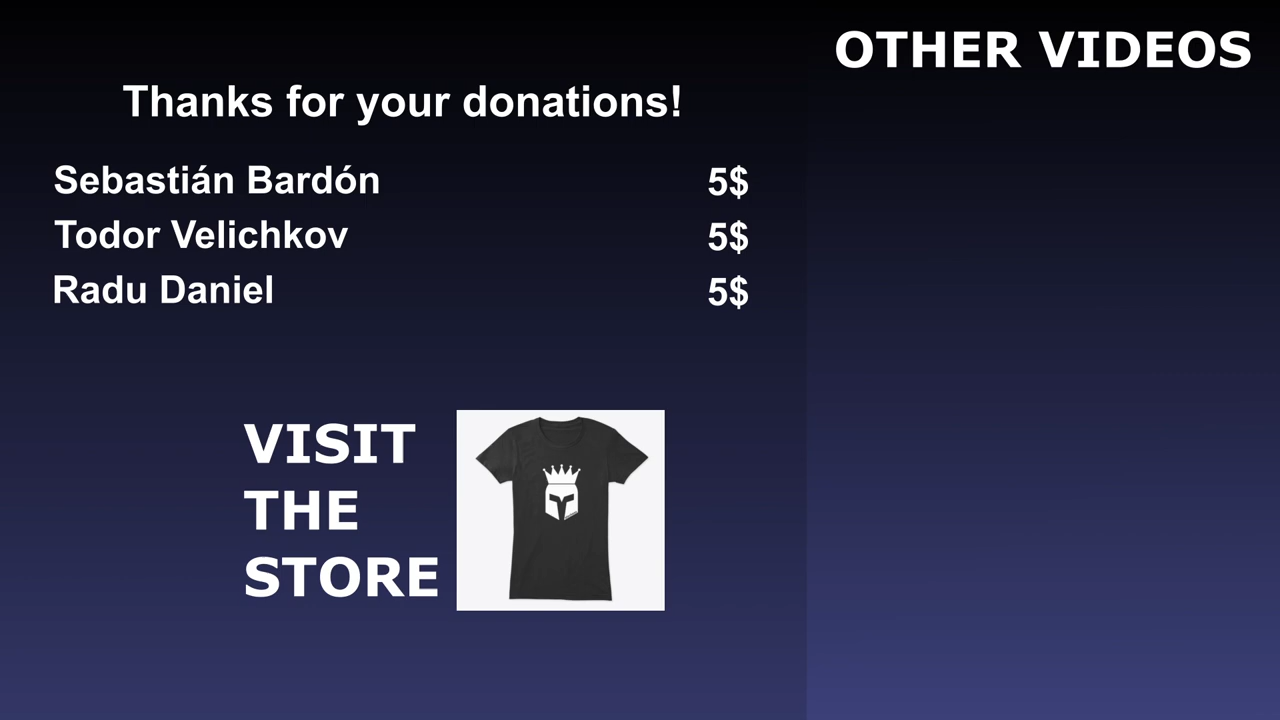 OTHER VIDEOS
Thanks for your donations!
Sebastián Bardón 5$
Todor Velichkov 5$
Radu Daniel 5$
VISIT
THE
STORE